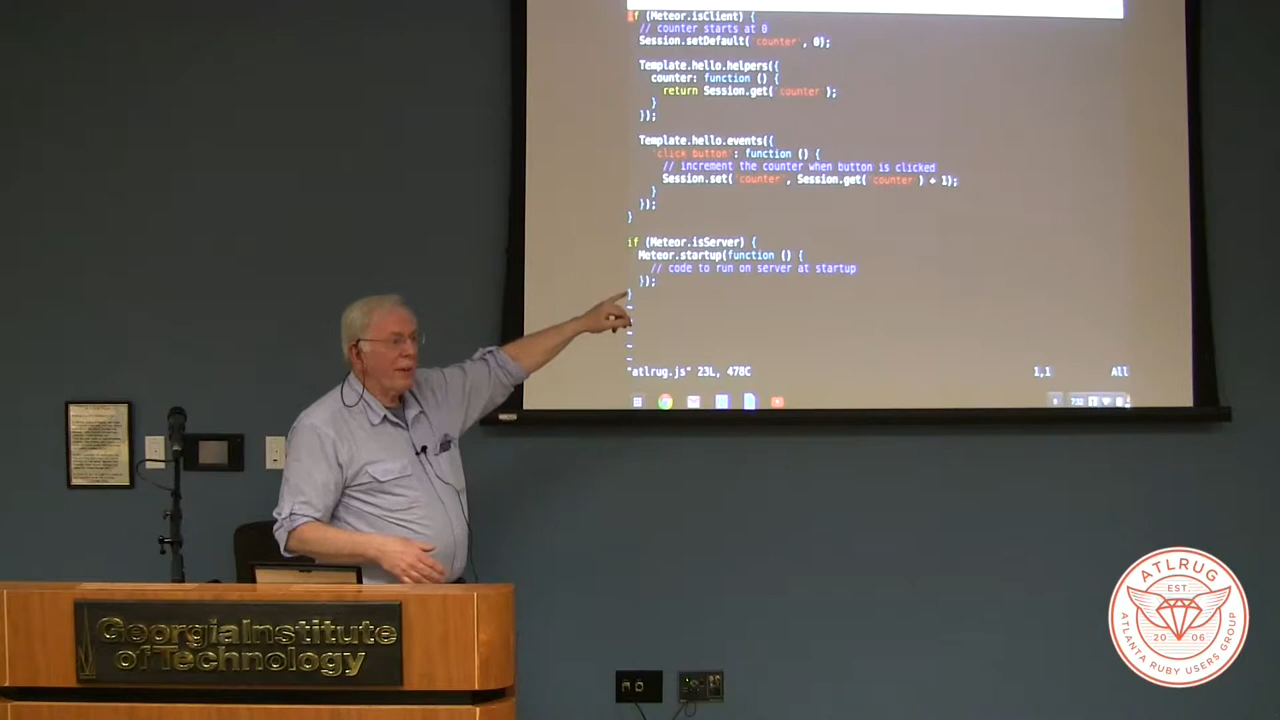 if (Meteor.isClient) {
// counter starts at 0
Session.setDefault('counter', 0);
Template.hello.helpers({
counter: function () {
return Session.get('counter');
}
});
Template.hello.events({
'click button': function () {
// increment the counter when button is clicked
Session.set('counter', Session.get('counter') + 1);
}
});
}
if (Meteor.isServer) {
Meteor.startup(function () {
// code to run on server at startup
});
}
~
~
~
~
~
"atlrug.js" 23L, 478C
1,1
All
9
7:32
Georgia Institute
of Technology
ATLRUG
EST.
20 06
ATLANTA RUBY USERS GROUP